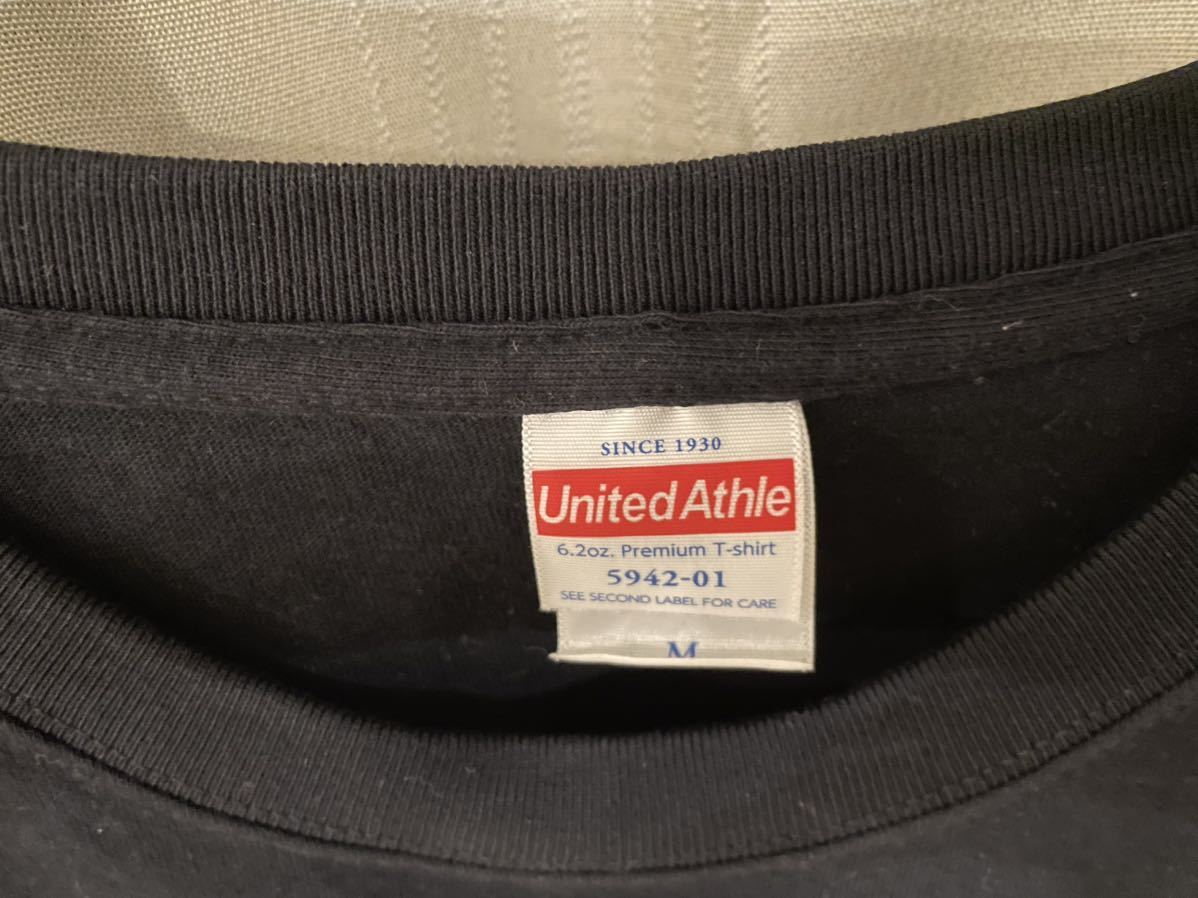 SINCE 1930
United Athle
6.2oz. Premium T-shirt
5942-01
SEE SECOND LABEL FOR CARE
M